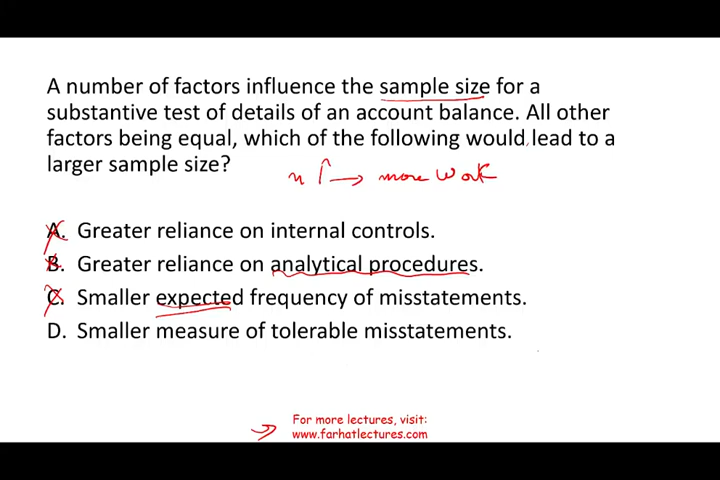 A number of factors influence the sample size for a
substantive test of details of an account balance. All other
factors being equal, which of the following would lead to a
larger sample size?
n ↑ → more work
A. Greater reliance on internal controls.
B. Greater reliance on analytical procedures.
C. Smaller expected frequency of misstatements.
D. Smaller measure of tolerable misstatements.
For more lectures, visit:
www.farhatlectures.com